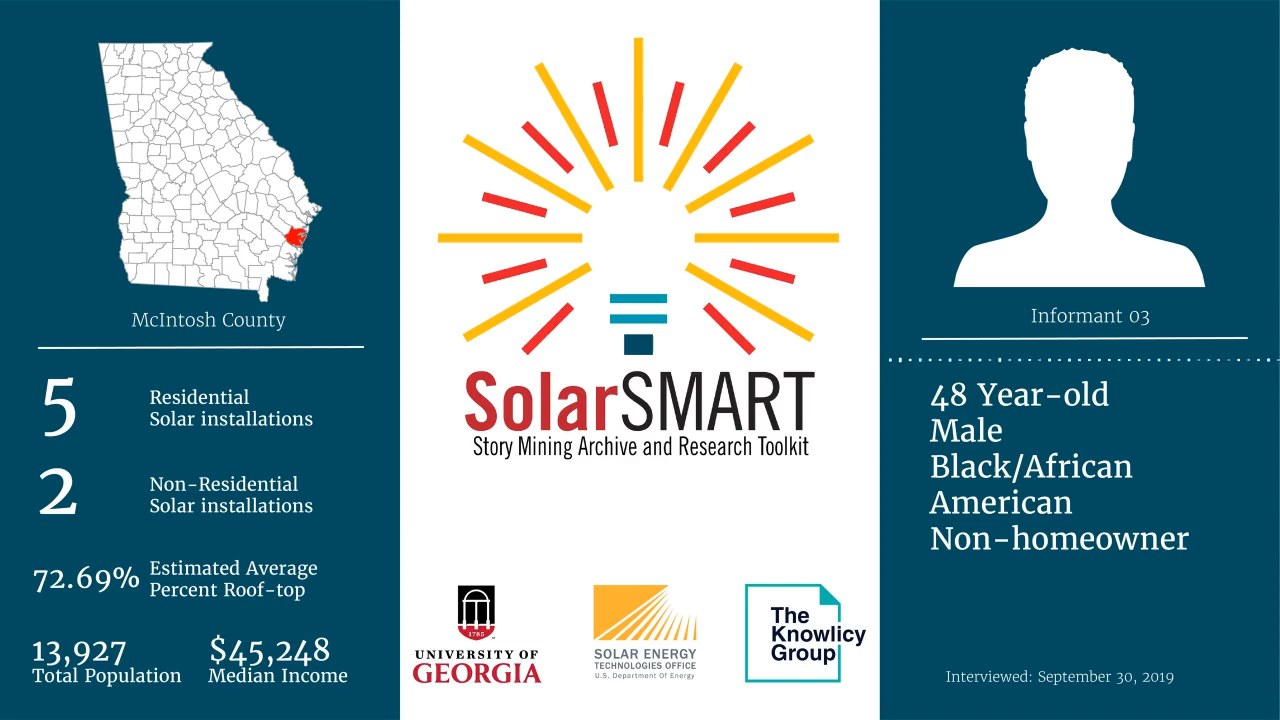 McIntosh County
5
Residential
Solar installations
2
Non-Residential
Solar installations
72.69%
Estimated Average
Percent Roof-top
13,927
Total Population
$45,248
Median Income
SolarSMART
Story Mining Archive and Research Toolkit
1785
UNIVERSITY OF
GEORGIA
SOLAR ENERGY
TECHNOLOGIES OFFICE
U.S. Department Of Energy
The
Knowlicy
Group
Informant 03
48 Year-old
Male
Black/African
American
Non-homeowner
Interviewed: September 30, 2019